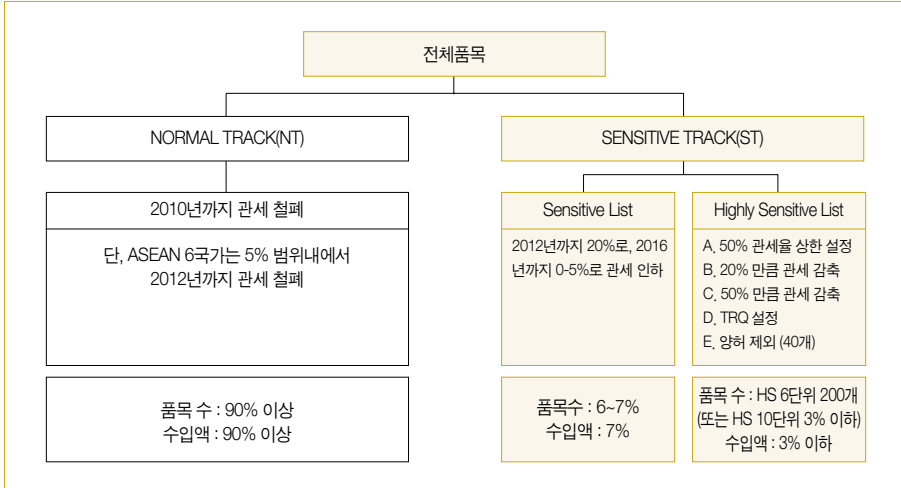 전체품목
NORMAL TRACK(NT)
2010년까지 관세 철폐
단, ASEAN 6국가는 5% 범위내에서
2012년까지 관세 철폐
품목 수 : 90% 이상
수입액 : 90% 이상
SENSITIVE TRACK(ST)
Sensitive List
2012년까지 20%로, 2016
년까지 0-5%로 관세 인하
품목수 : 6~7%
수입액 : 7%
Highly Sensitive List
A. 50% 관세율 상한 설정
B. 20% 만큼 관세 감축
C. 50% 만큼 관세 감축
D. TRQ 설정
E. 양허 제외 (40개)
품목 수 : HS 6단위 200개
(또는 HS 10단위 3% 이하)
수입액 : 3% 이하